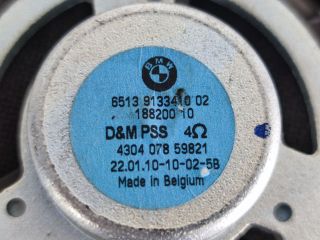 BMW
6513 9133410 02
188200 10
D&M PSS 4Ω
4304 078 59821
22.01.10-10-02-5B
Made in Belgium